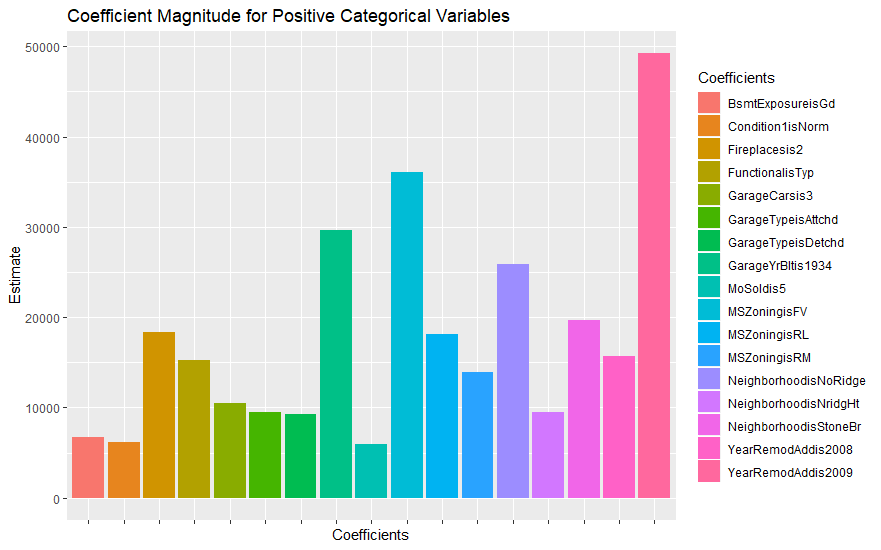 Coefficient Magnitude for Positive Categorical Variables
50000
40000
30000
20000
10000
0
Estimate
Coefficients
Coefficients
BsmtExposureisGd
Condition1isNorm
Fireplacesis2
FunctionalisTyp
GarageCarsis3
GarageTypeisAttchd
GarageTypeisDetchd
GarageYrBltis1934
MoSoldis5
MSZoningisFV
MSZoningisRL
MSZoningisRM
NeighborhoodisNoRidge
NeighborhoodisNridgHt
NeighborhoodisStoneBr
YearRemodAddis2008
YearRemodAddis2009